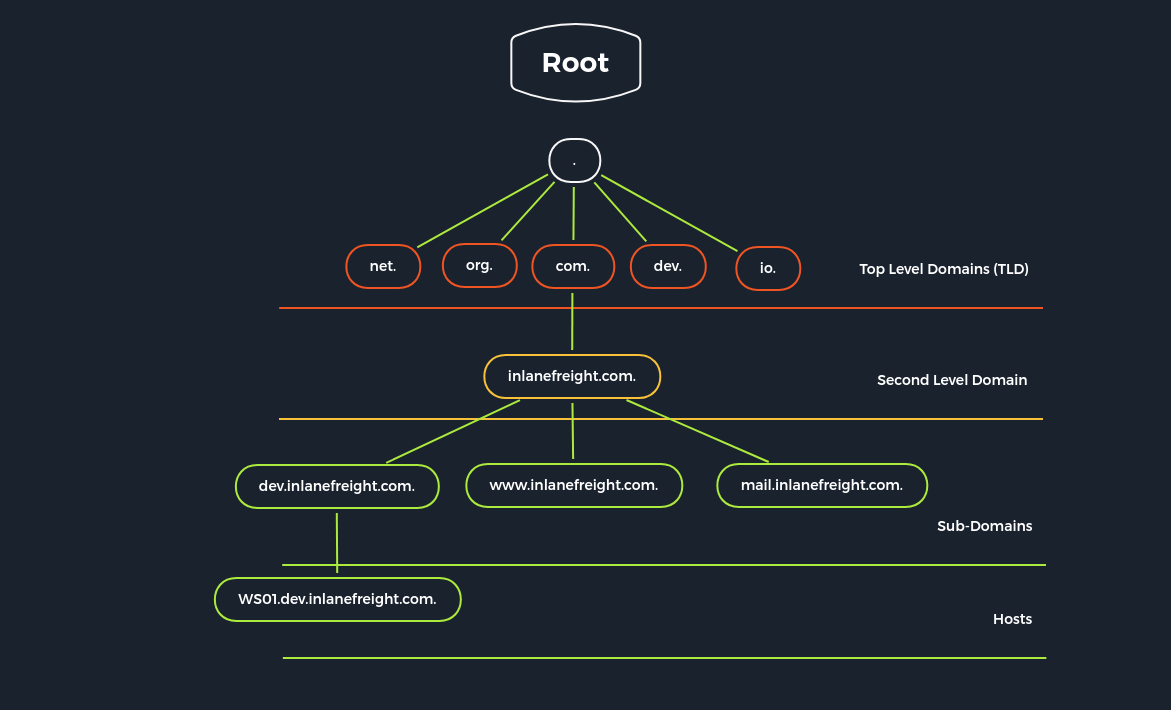 Root
.
net.
org.
com.
dev.
io.
Top Level Domains (TLD)
inlanefreight.com.
Second Level Domain
dev.inlanefreight.com.
www.inlanefreight.com.
mail.inlanefreight.com.
Sub-Domains
WS01.dev.inlanefreight.com.
Hosts